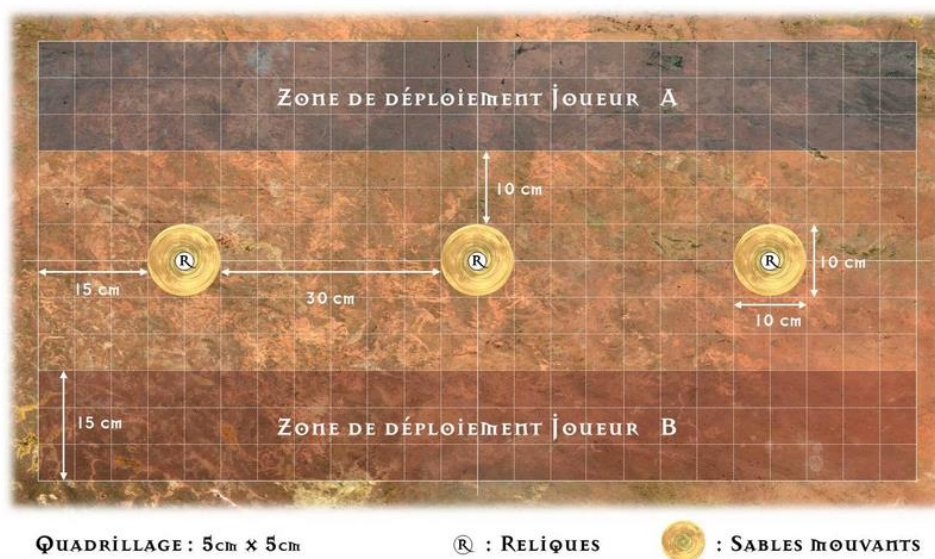 Zone de déploiement joueur A
10 cm
R R R
10 cm
15 cm
30 cm
10 cm
15 cm
Zone de déploiement joueur B
Quadrillage : 5cm x 5cm
R : Reliques
: Sables mouvants